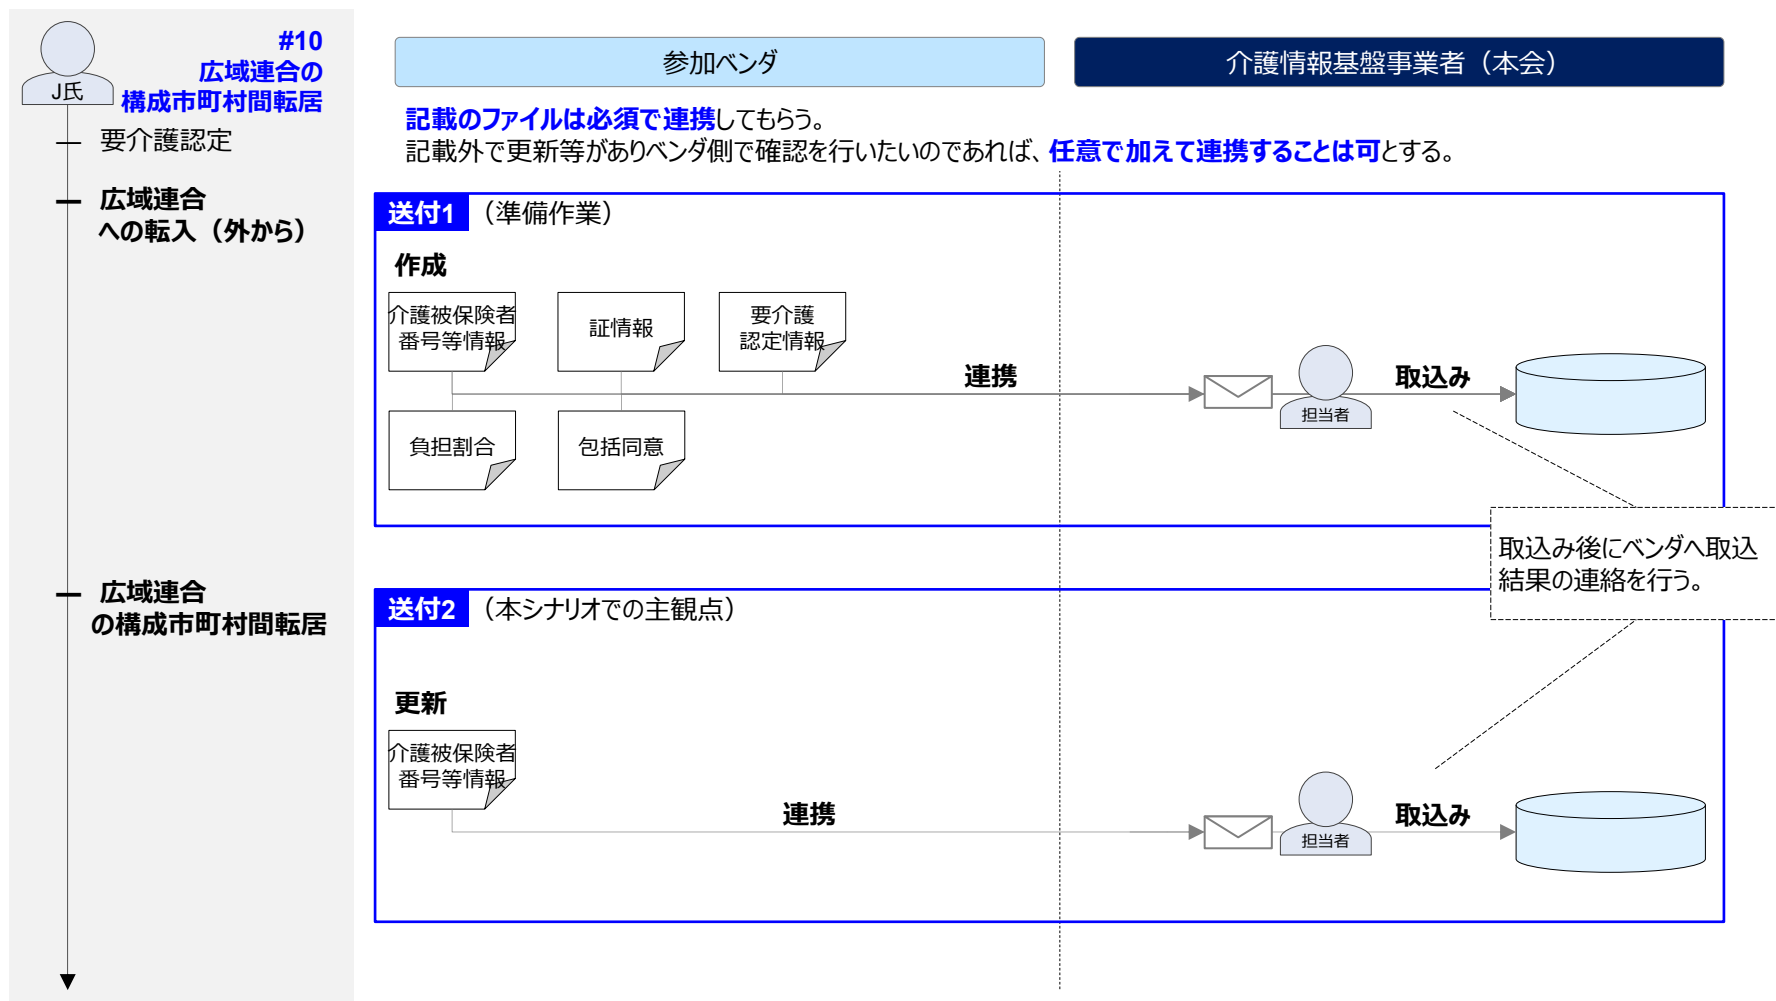 #10
広域連合の
構成市町村間転居
J氏
要介護認定
広域連合
への転入（外から）
広域連合
の構成市町村間転居
参加ベンダ
介護情報基盤事業者（本会）
記載のファイルは必須で連携してもらう。
記載外で更新等がありベンダ側で確認を行いたいのであれば、任意で加えて連携することは可とする。
送付1 （準備作業）
作成
介護被保険者
番号等情報
証情報
要介護
認定情報
負担割合
包括同意
連携
担当者
取込み
取込み後にベンダへ取込
結果の連絡を行う。
送付2 （本シナリオでの主観点）
更新
介護被保険者
番号等情報
連携
担当者
取込み